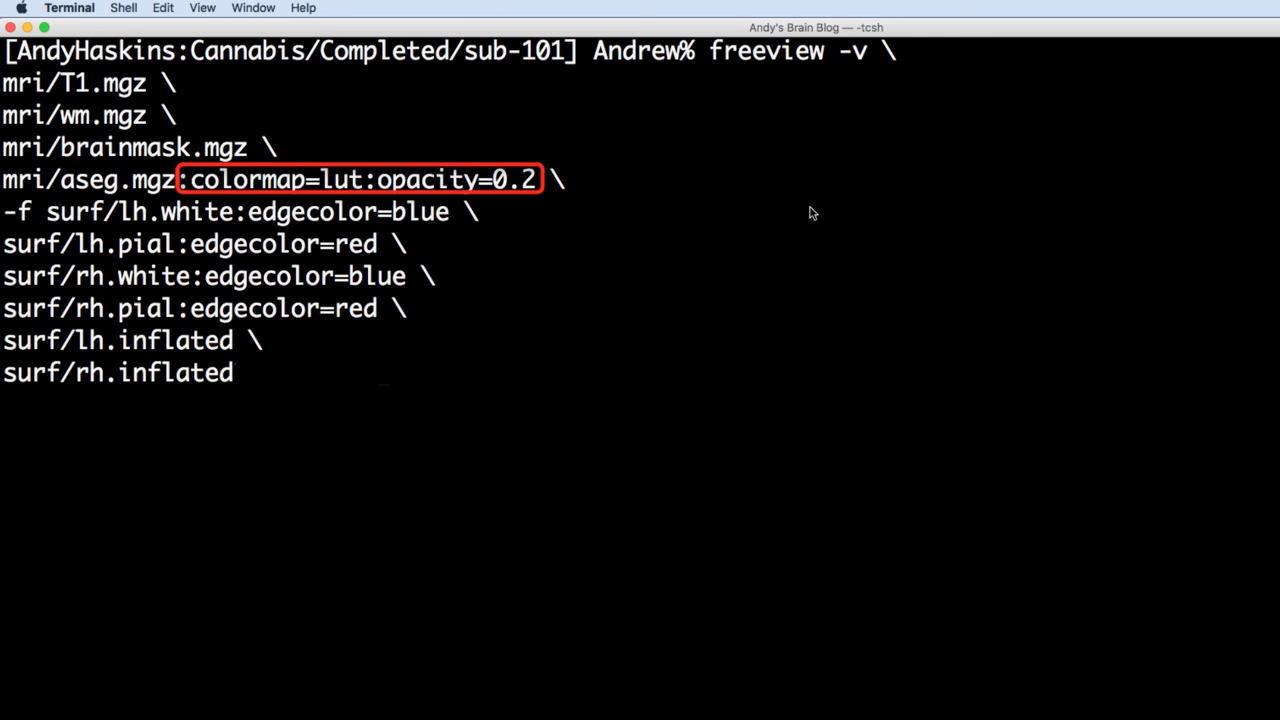 Terminal Shell Edit View Window Help
Andy's Brain Blog — -tcsh
[AndyHaskins:Cannabis/Completed/sub-101] Andrew% freeview -v \
mri/T1.mgz \
mri/wm.mgz \
mri/brainmask.mgz \
mri/aseg.mgz:colormap=lut:opacity=0.2 \
-f surf/lh.white:edgecolor=blue \
surf/lh.pial:edgecolor=red \
surf/rh.white:edgecolor=blue \
surf/rh.pial:edgecolor=red \
surf/lh.inflated \
surf/rh.inflated